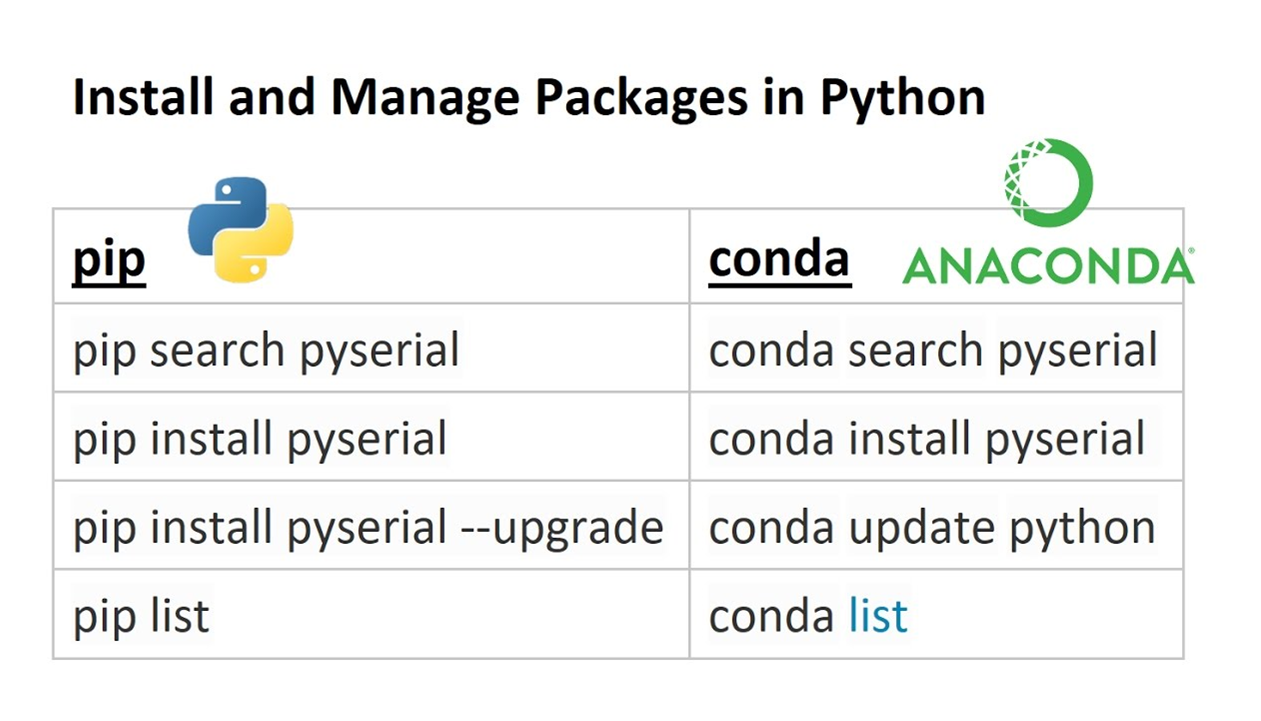 Install and Manage Packages in Python
pip
conda
ANANCONDA®
pip search pyserial
conda search pyserial
pip install pyserial
conda install pyserial
pip install pyserial --upgrade
conda update python
pip list
conda list